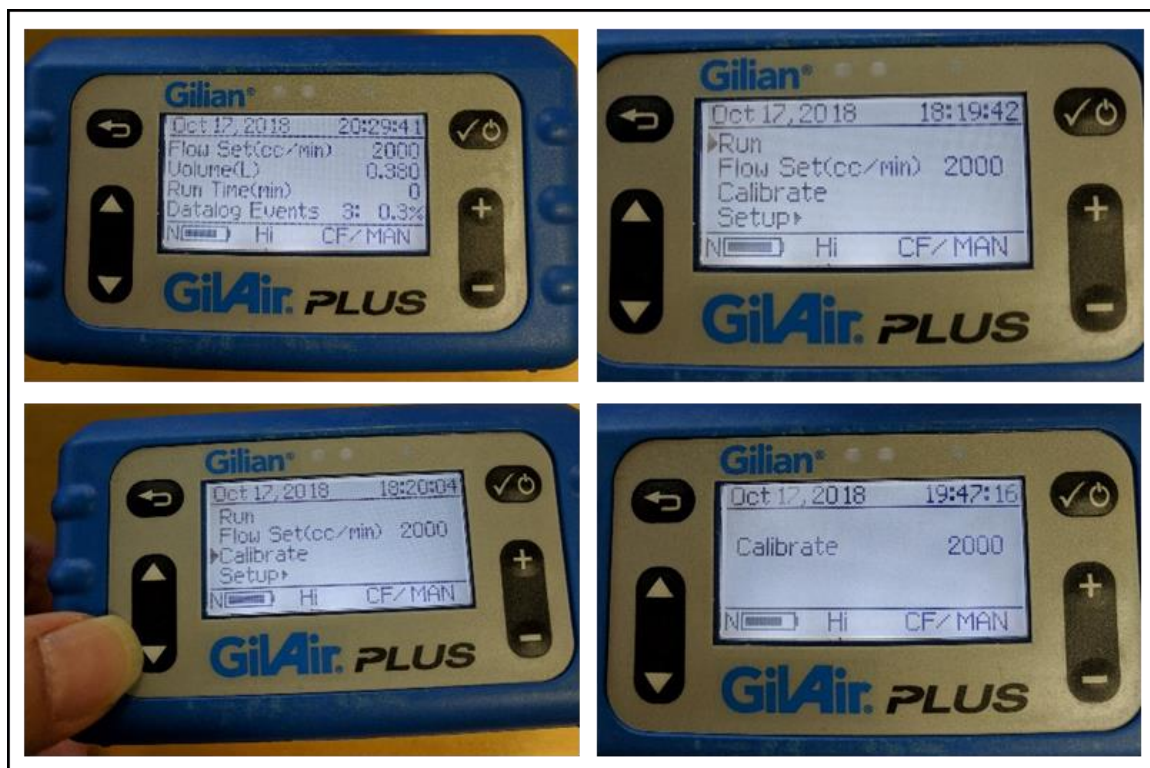 Gilian®
Oct 17, 2018 20:29:41
Flow Set(cc/min) 2000
Volume(L) 0.380
Run Time(min) 0
Datalog Events 3: 0.3%
N Hi CF/MAN
GilAir. PLUS
Gilian®
Oct 17, 2018 18:19:42
Run
Flow Set(cc/min) 2000
Calibrate
Setup
N Hi CF/MAN
GilAir. PLUS
Gilian®
Oct 17, 2018 18:20:04
Run
Flow Set(cc/min) 2000
Calibrate
Setup
N Hi CF/MAN
GilAir. PLUS
Gilian®
Oct 17, 2018 19:47:16
Calibrate 2000
N Hi CF/MAN
GilAir. PLUS